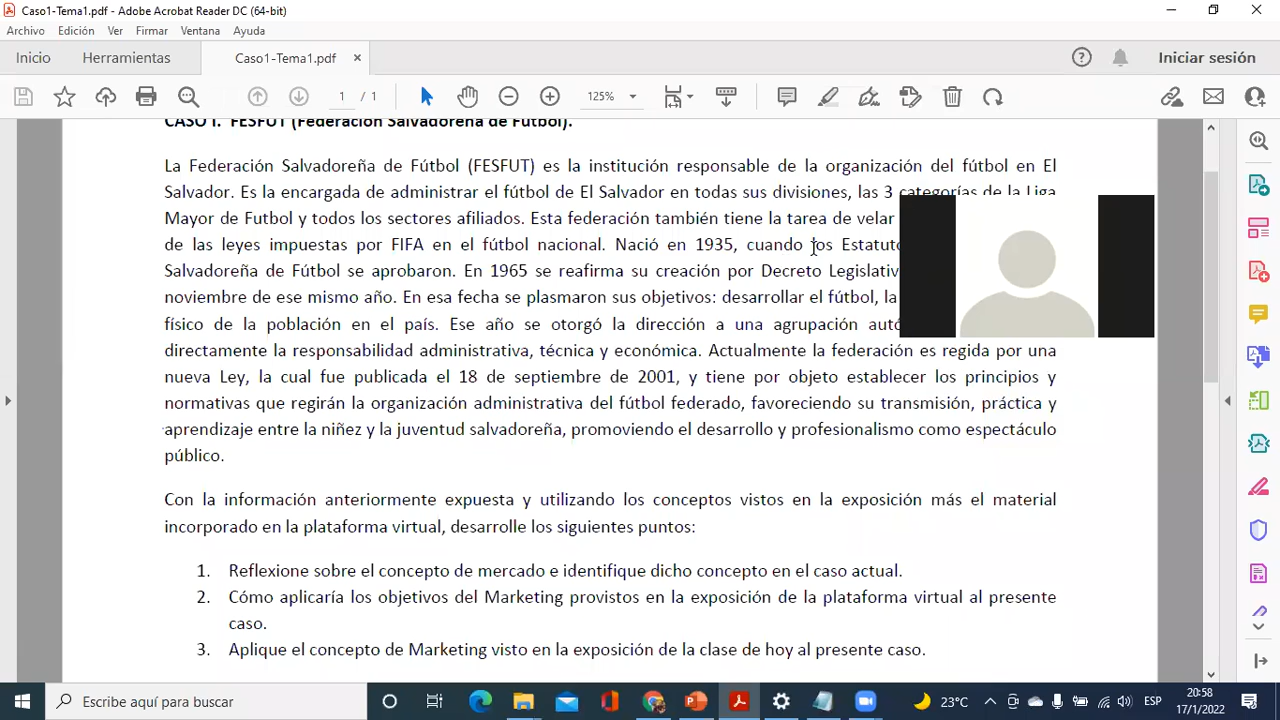 Caso1-Tema1.pdf - Adobe Acrobat Reader DC (64-bit)
Archivo Edición Ver Firmar Ventana Ayuda
Inicio Herramientas Caso1-Tema1.pdf × Iniciar sesión
1 / 1 125%
CASO I. FESFUT (Federación Salvadoreña de Fútbol).
La Federación Salvadoreña de Fútbol (FESFUT) es la institución responsable de la organización del fútbol en El
Salvador. Es la encargada de administrar el fútbol de El Salvador en todas sus divisiones, las 3 categorías de la Liga
Mayor de Futbol y todos los sectores afiliados. Esta federación también tiene la tarea de velar
de las leyes impuestas por FIFA en el fútbol nacional. Nació en 1935, cuando los
Salvadoreña de Fútbol se aprobaron. En 1965 se reafirma su creación por Decreto
noviembre de ese mismo año. En esa fecha se plasmaron sus objetivos: desarrollar el fútbol, la
físico de la población en el país. Ese año se otorgó la dirección a una agrupación
directamente la responsabilidad administrativa, técnica y económica. Actualmente la federación es regida por una
nueva Ley, la cual fue publicada el 18 de septiembre de 2001, y tiene por objeto establecer los principios y
normativas que regirán la organización administrativa del fútbol federado, favoreciendo su transmisión, práctica y
aprendizaje entre la niñez y la juventud salvadoreña, promoviendo el desarrollo y profesionalismo como espectáculo
público.
Con la información anteriormente expuesta y utilizando los conceptos vistos en la exposición más el material
incorporado en la plataforma virtual, desarrolle los siguientes puntos:
1. Reflexione sobre el concepto de mercado e identifique dicho concepto en el caso actual.
2. Cómo aplicaría los objetivos del Marketing provistos en la exposición de la plataforma virtual al presente
caso.
3. Aplique el concepto de Marketing visto en la exposición de la clase de hoy al presente caso.
Escribe aquí para buscar
23°C
ESP
20:58
17/1/2022